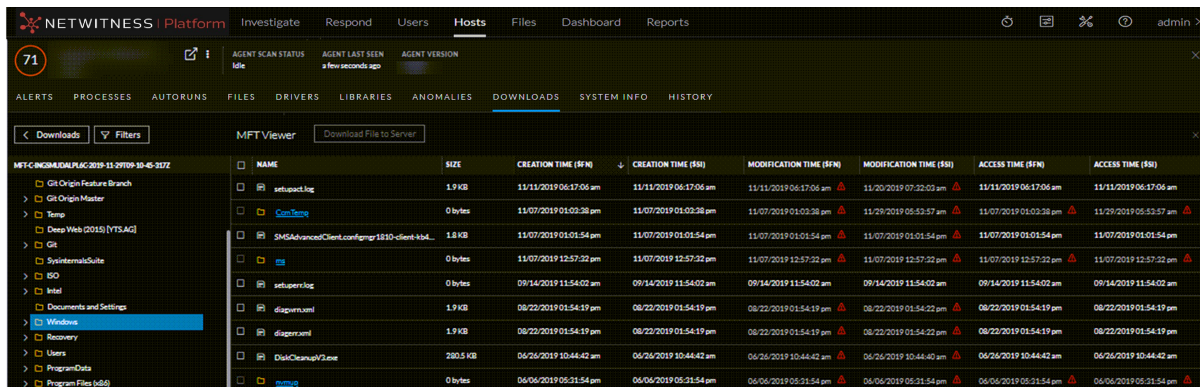 NETWITNESS Platform Investigate Respond Users Hosts Files Dashboard Reports admin
71 AGENT SCAN STATUS AGENT LAST SEEN AGENT VERSION
Idle a few seconds ago
ALERTS PROCESSES AUTORUNS FILES DRIVERS LIBRARIES ANOMALIES DOWNLOADS SYSTEM INFO HISTORY
Downloads Filters MFT Viewer Download File to Server
NAME SIZE CREATION TIME ($FN) CREATION TIME ($SI) MODIFICATION TIME ($FN) MODIFICATION TIME ($SI) ACCESS TIME ($FN) ACCESS TIME ($SI)
Git Origin Feature Branch
Git Origin Master
Temp
Deep Web (2015) [YTS.AG]
Git
SysinternalsSuite
ISO
Intel
Documents and Settings
Windows
Recovery
Users
ProgramData
Program Files (x86)
setupact.log 1.9 KB 11/11/2019 06:17:06 am 11/11/2019 06:17:06 am 11/11/2019 06:17:06 am 11/20/2019 07:32:03 am 11/11/2019 06:17:06 am 11/11/2019 06:17:06 am
CcmTemp 0 bytes 11/07/2019 01:03:38 pm 11/07/2019 01:03:38 pm 11/07/2019 01:03:38 pm 11/29/2019 05:53:57 am 11/07/2019 01:03:38 pm 11/29/2019 05:53:57 am
SMSAdvancedClient.configmgr1810-client-kb4... 1.8 KB 11/07/2019 01:01:54 pm 11/07/2019 01:01:54 pm 11/07/2019 01:01:54 pm 11/07/2019 01:01:54 pm 11/07/2019 01:01:54 pm 11/07/2019 01:01:54 pm
ms 0 bytes 11/07/2019 12:57:32 pm 11/07/2019 12:57:32 pm 11/07/2019 12:57:32 pm 11/07/2019 12:57:32 pm 11/07/2019 12:57:32 pm 11/07/2019 12:57:32 pm
setuperr.log 0 bytes 09/14/2019 11:54:02 am 09/14/2019 11:54:02 am 09/14/2019 11:54:02 am 09/14/2019 11:54:02 am 09/14/2019 11:54:02 am 09/14/2019 11:54:02 am
diagwrn.xml 1.9 KB 08/22/2019 01:54:19 pm 08/22/2019 01:54:19 pm 08/22/2019 01:54:19 pm 08/22/2019 01:54:22 pm 08/22/2019 01:54:19 pm 08/22/2019 01:54:19 pm
diagerr.xml 1.9 KB 08/22/2019 01:54:19 pm 08/22/2019 01:54:19 pm 08/22/2019 01:54:19 pm 08/22/2019 01:54:22 pm 08/22/2019 01:54:19 pm 08/22/2019 01:54:19 pm
DiskCleanupV3.exe 280.5 KB 06/26/2019 10:44:42 am 06/26/2019 10:44:42 am 06/26/2019 10:44:42 am 06/26/2019 10:44:40 am 06/26/2019 10:44:42 am 06/26/2019 10:44:42 am
nvmup 0 bytes 06/06/2019 05:31:54 pm 06/06/2019 05:31:54 pm 06/06/2019 05:31:54 pm 06/06/2019 05:31:54 pm 06/06/2019 05:31:54 pm 06/06/2019 05:31:54 pm